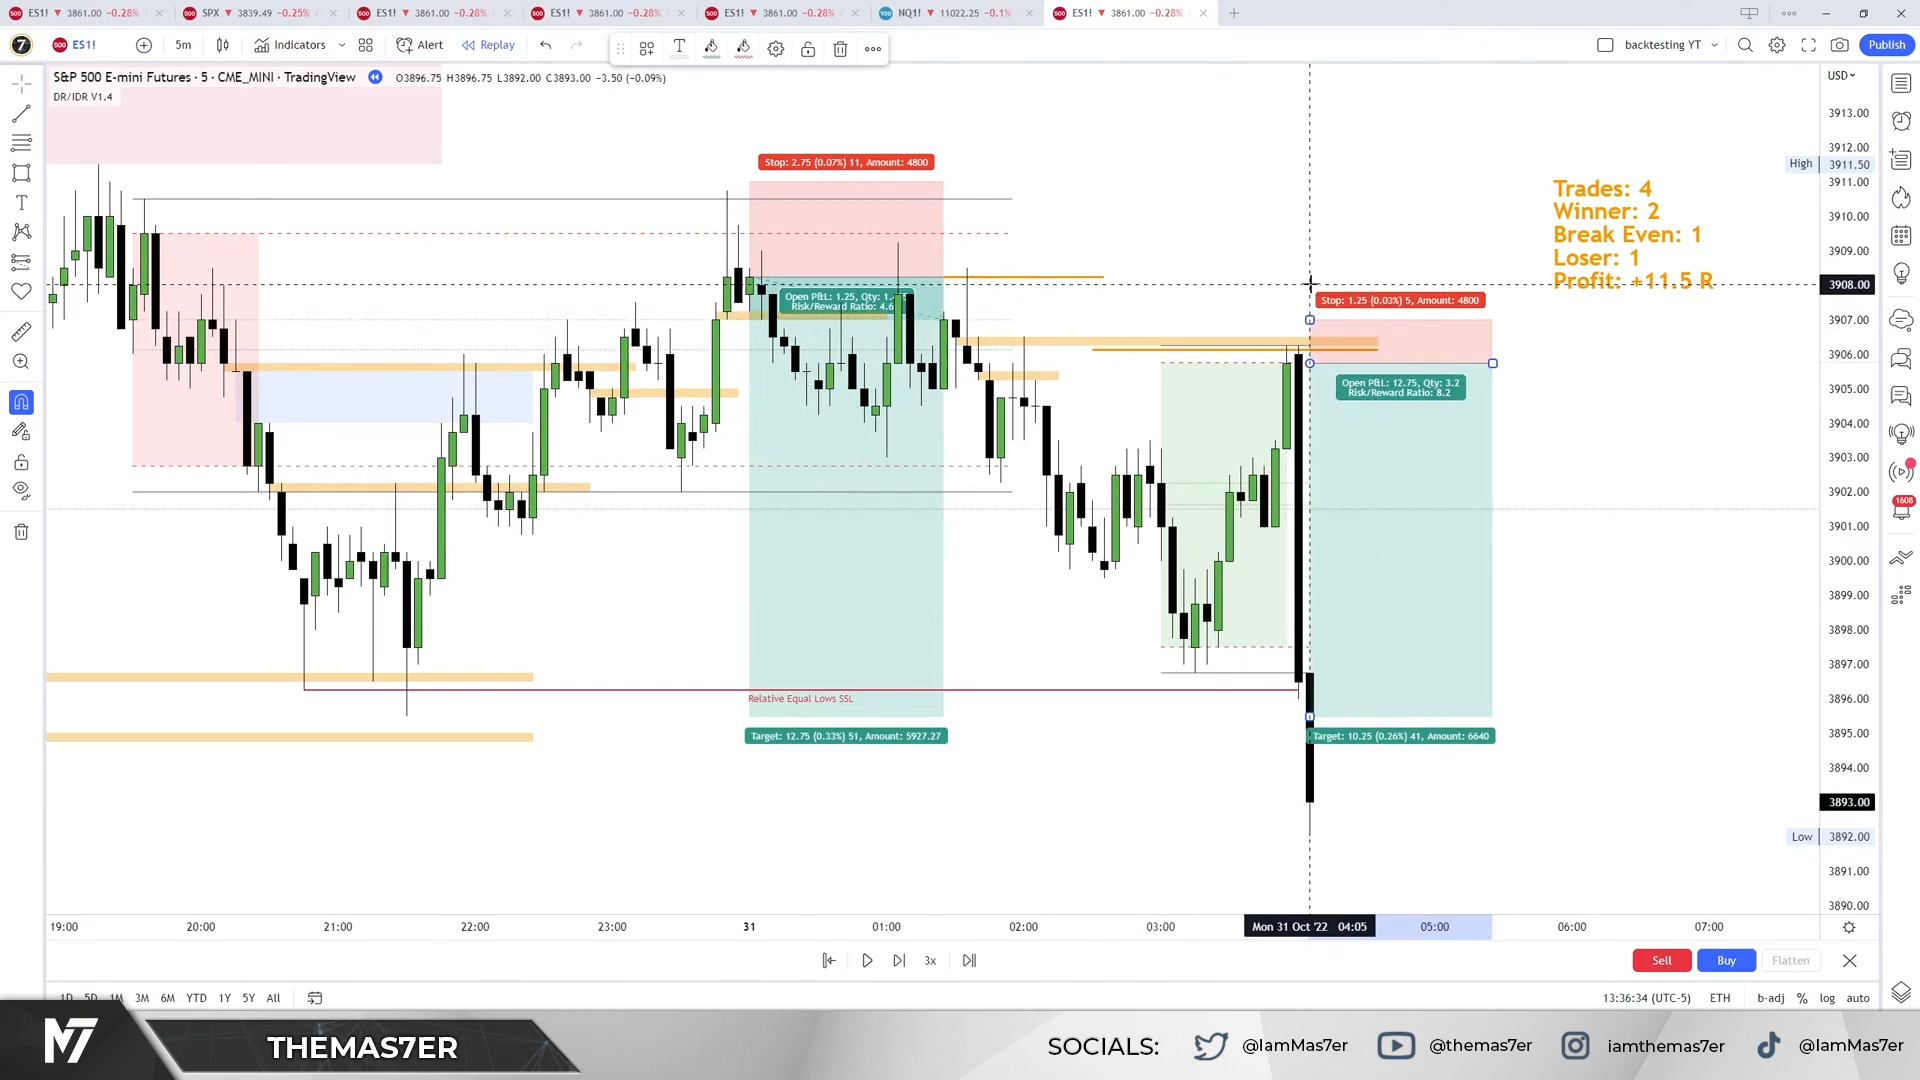 ES1! ▼ 3861.00 −0.28% /
SPX ▼ 3839.49 −0.25% /
ES1! ▼ 3861.00 −0.28% /
ES1! ▼ 3861.00 −0.28% /
ES1! ▼ 3861.00 −0.28% /
NQ1! ▼ 11022.25 −0.1%
ES1! ▼ 3861.00 −0.28% /
ES1!
5m
Indicators
Alert
Replay
T
backtesting YT
Publish
S&P 500 E-mini Futures · 5 · CME_MINI · TradingView
O3896.75 H3896.75 L3892.00 C3893.00 −3.50 (−0.09%)
DR/IDR V1.4
USD
3913.00
3912.00
High 3911.50
3911.00
3910.00
3909.00
3908.00
3907.00
3906.00
3905.00
3904.00
3903.00
3902.00
3901.00
3900.00
3899.00
3898.00
3897.00
3896.00
3895.00
3894.00
3893.00
Low 3892.00
3891.00
3890.00
Stop: 2.75 (0.07%) 11, Amount: 4800
Trades: 4
Winner: 2
Break Even: 1
Loser: 1
Profit: +11.5 R
Open P&L: 1.25, Qty: 1.
Risk/Reward Ratio: 4.6
Stop: 1.25 (0.03%) 5, Amount: 4800
Open P&L: 12.75, Qty: 3.2
Risk/Reward Ratio: 8.2
Relative Equal Lows SSL
Target: 12.75 (0.33%) 51, Amount: 5927.27
Target: 10.25 (0.26%) 41, Amount: 6640
1608
19:00
20:00
21:00
22:00
23:00
31
01:00
02:00
03:00
Mon 31 Oct '22 04:05
05:00
06:00
07:00
3x
Sell
Buy
Flatten
1D 5D 1M 3M 6M YTD 1Y 5Y All
13:36:34 (UTC-5) ETH b-adj % log auto
M7
THEMAS7ER
SOCIALS:
@IamMas7er
@themas7er
iamthemas7er
@IamMas7er